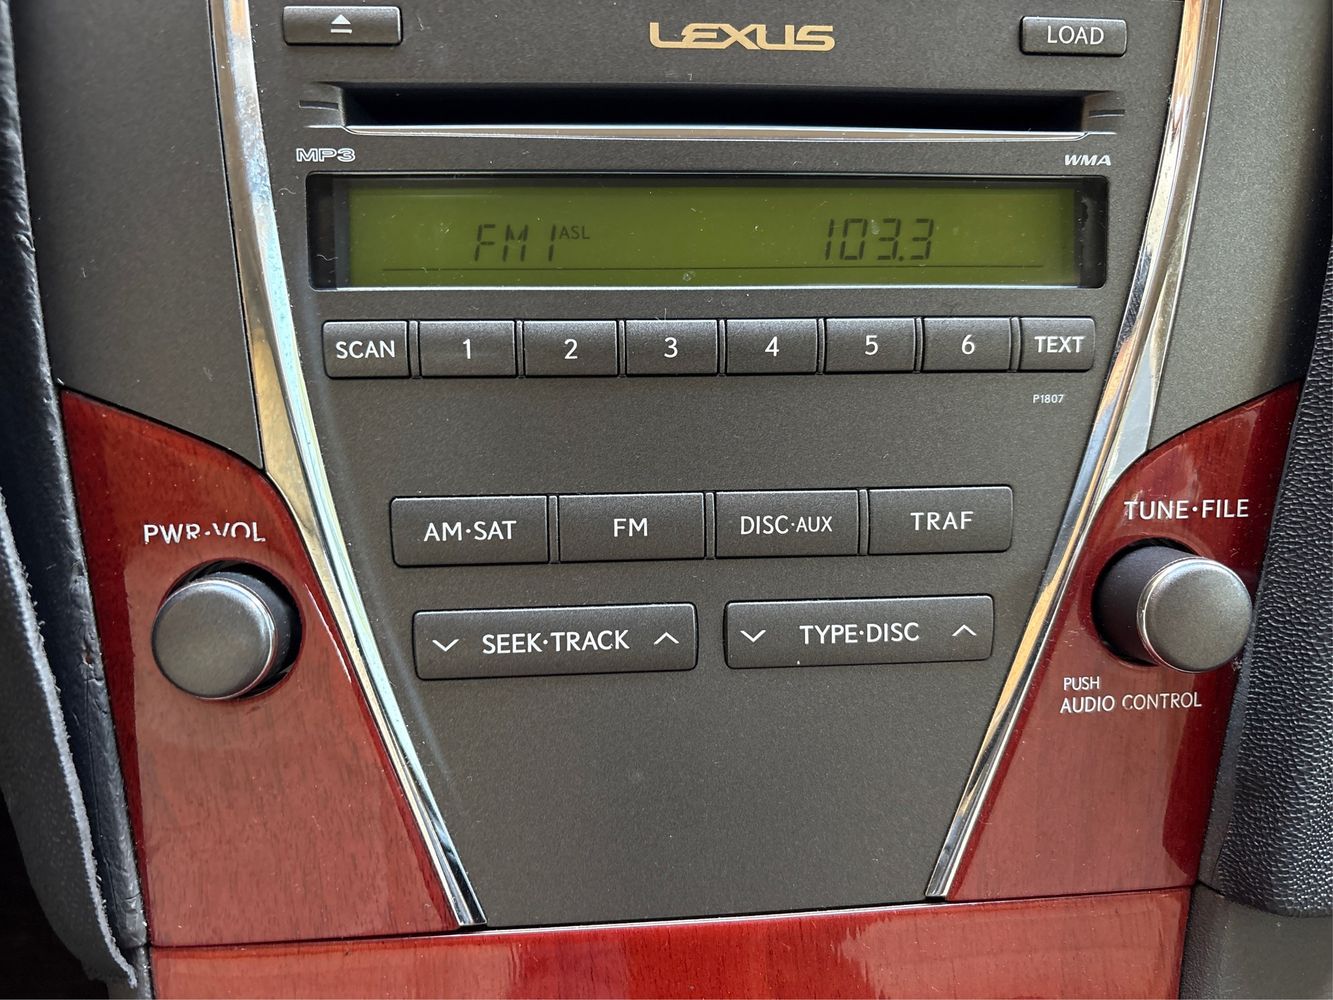 LEXUS
LOAD
MP3
WMA
FM1 ASL 103.3
SCAN 1 2 3 4 5 6 TEXT
P1807
AM·SAT FM DISC·AUX TRAF
PWR·VOL
TUNE·FILE
SEEK·TRACK
TYPE·DISC
PUSH
AUDIO CONTROL